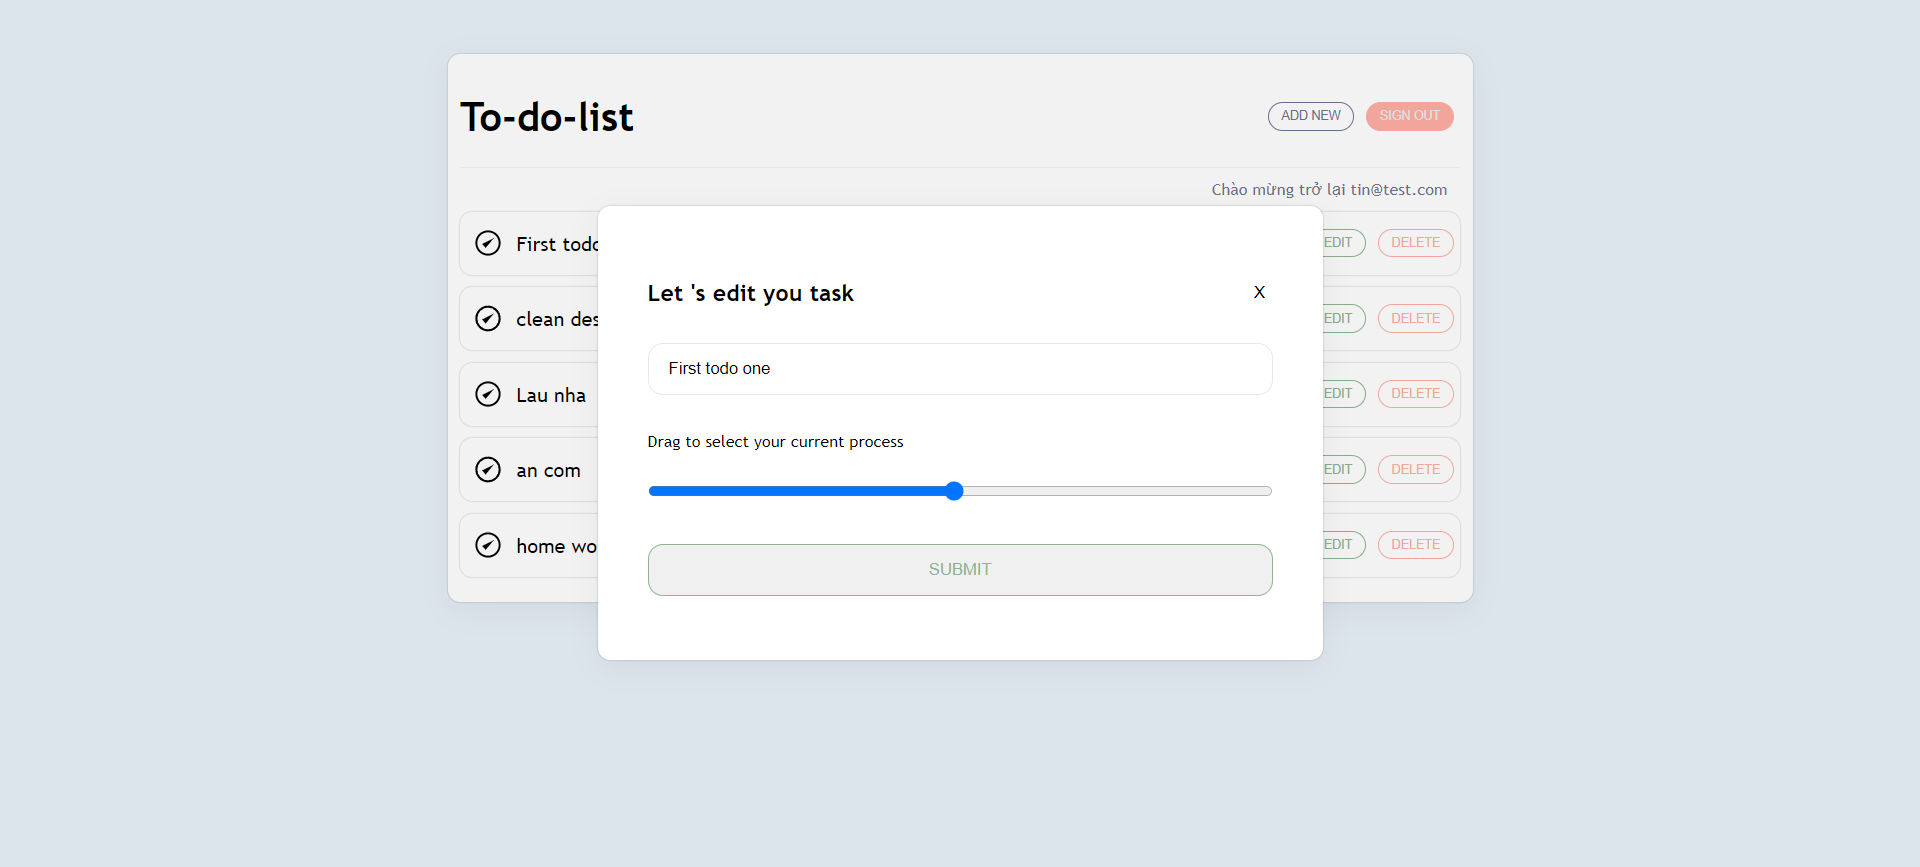 To-do-list
ADD NEW
SIGN OUT
Chào mừng trở lại tin@test.com
First todo
EDIT
DELETE
clean des
EDIT
DELETE
Lau nha
EDIT
DELETE
an com
EDIT
DELETE
home wo
EDIT
DELETE
Let 's edit you task
X
First todo one
Drag to select your current process
SUBMIT